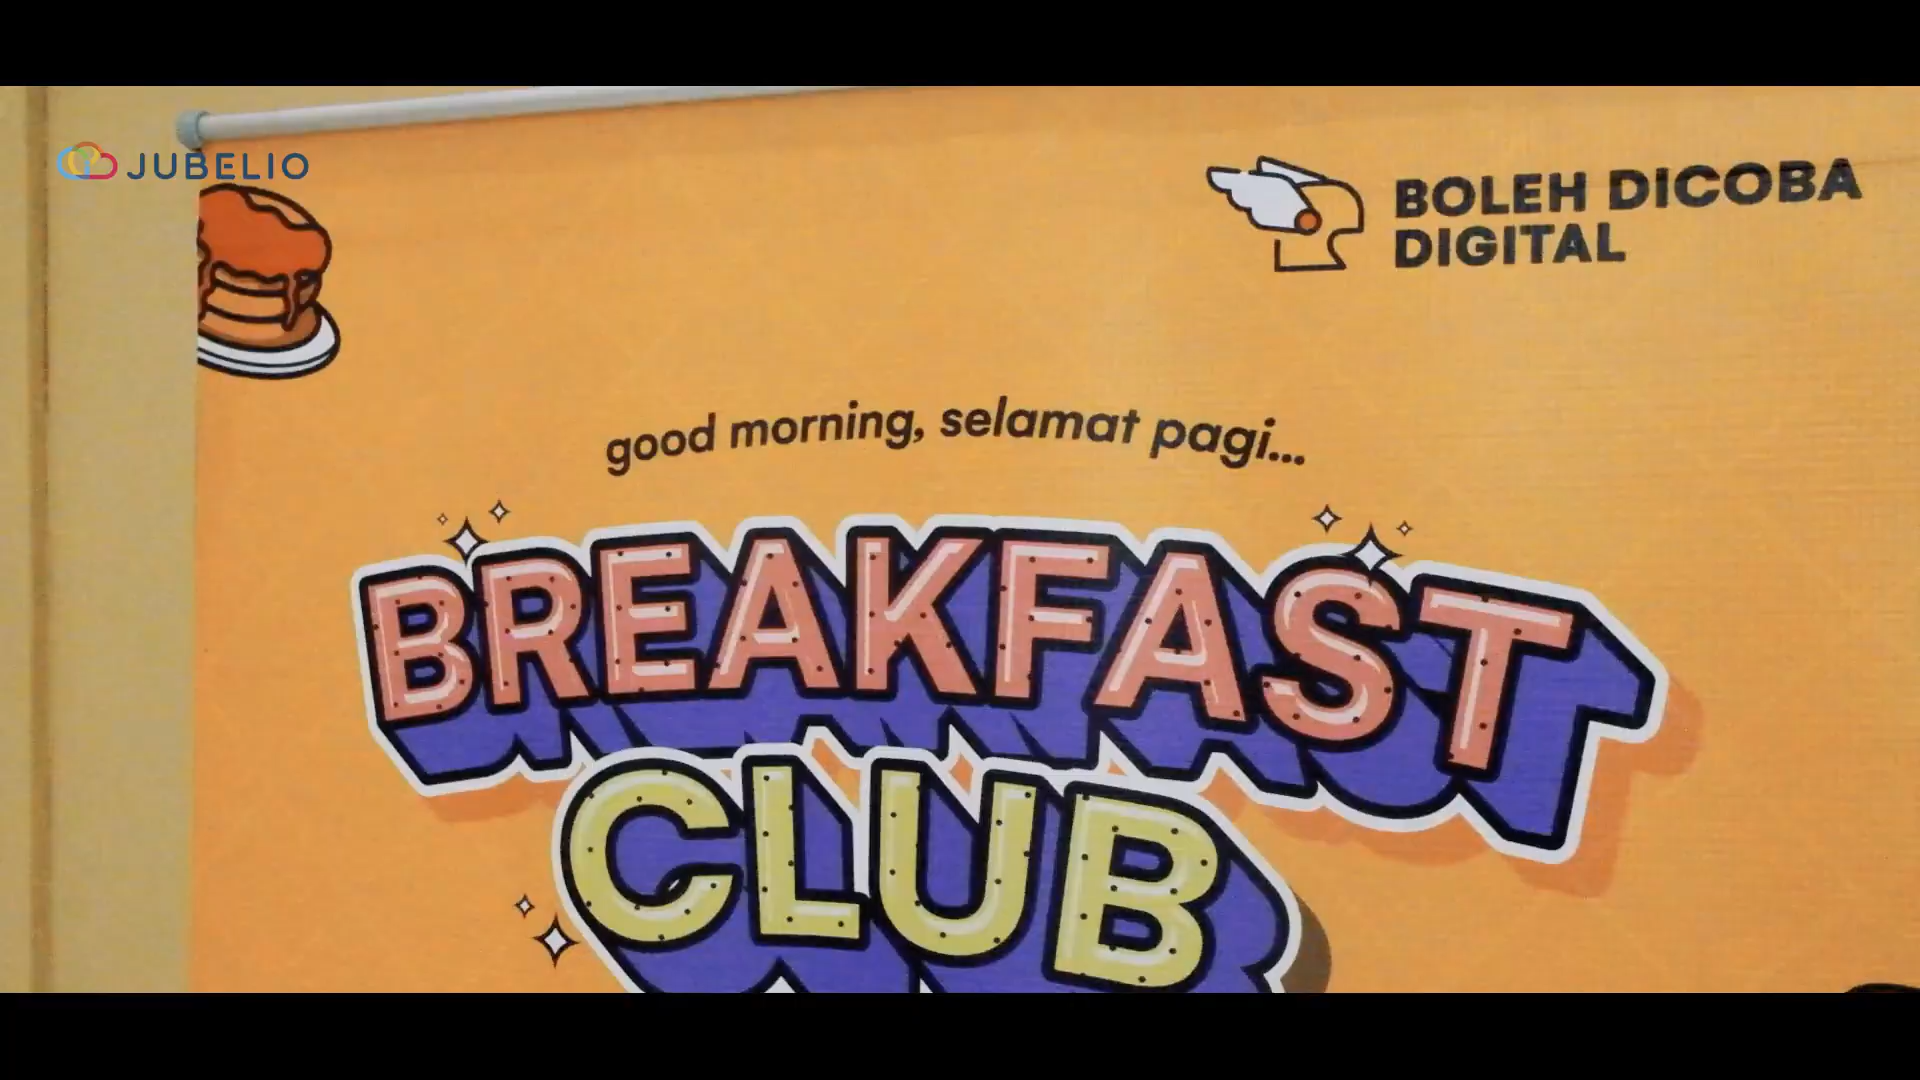 JUBELIO
BOLEH DICOBA
DIGITAL
good morning, selamat pagi...
BREAKFAST
CLUB